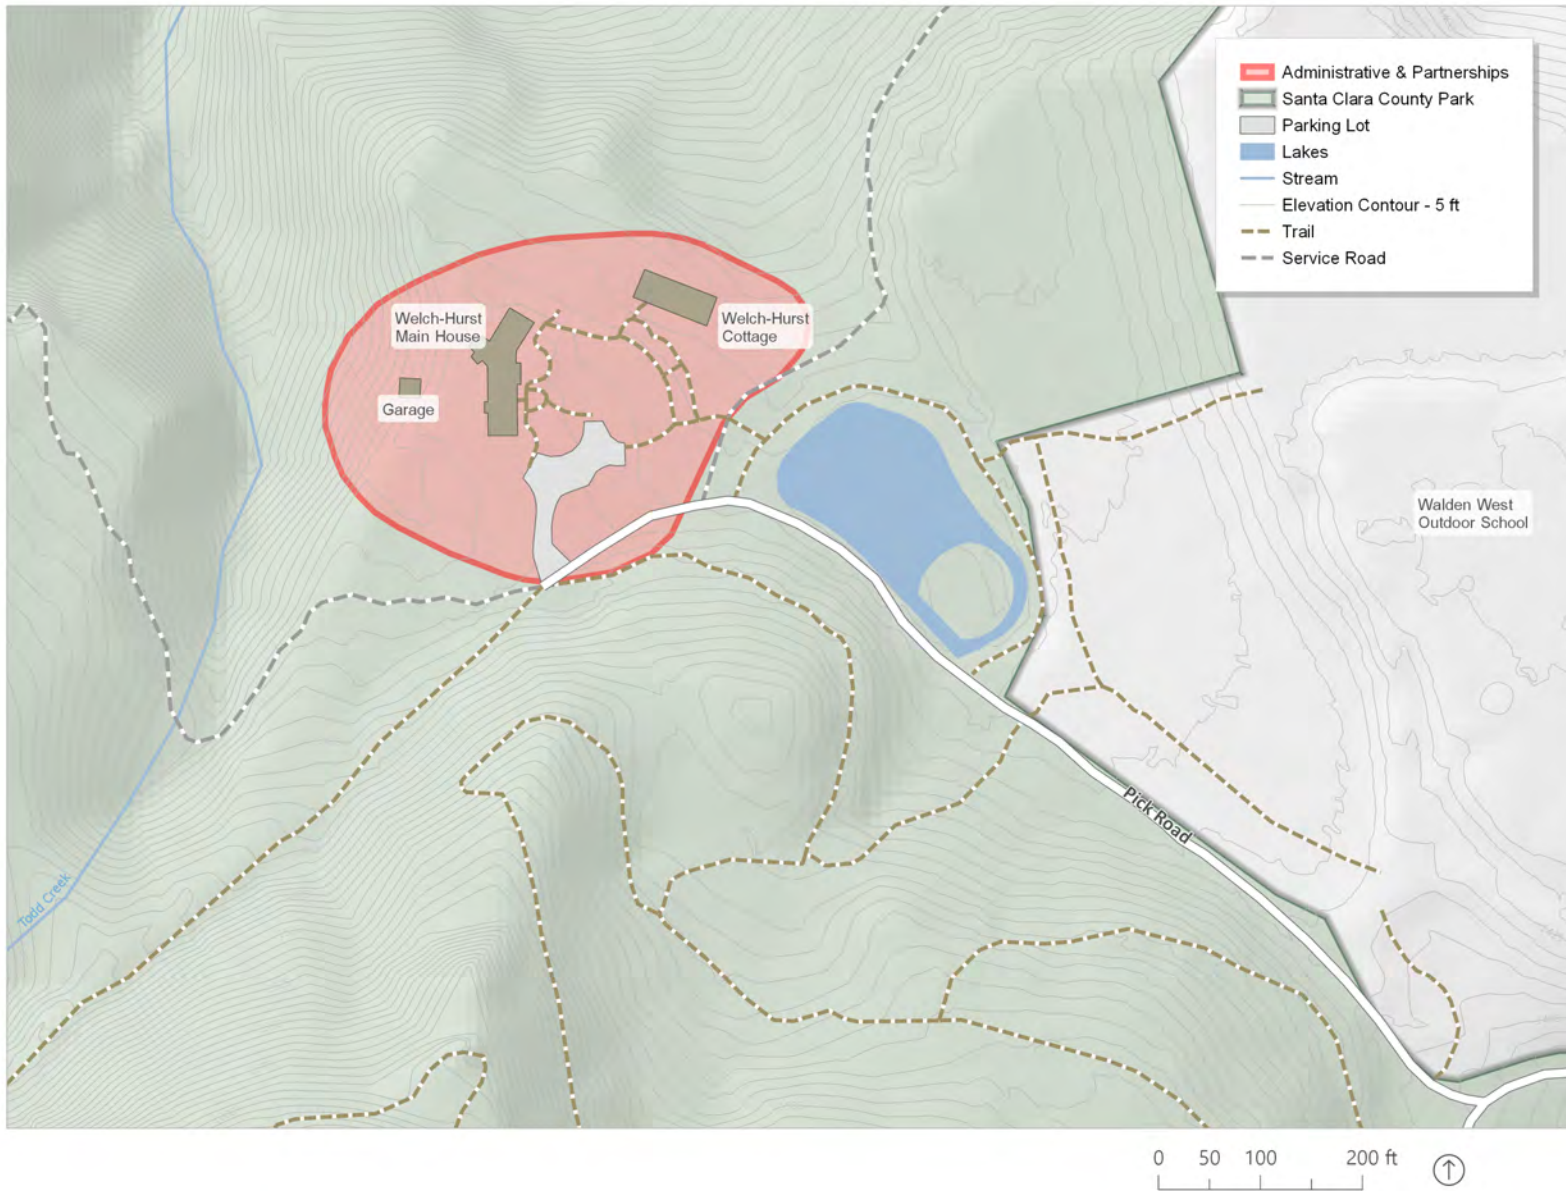 Administrative & Partnerships
Santa Clara County Park
Parking Lot
Lakes
Stream
Elevation Contour - 5 ft
Trail
Service Road
Welch-Hurst
Main House
Welch-Hurst
Cottage
Garage
Walden West
Outdoor School
Pick Road
Todd Creek
0 50 100 200 ft